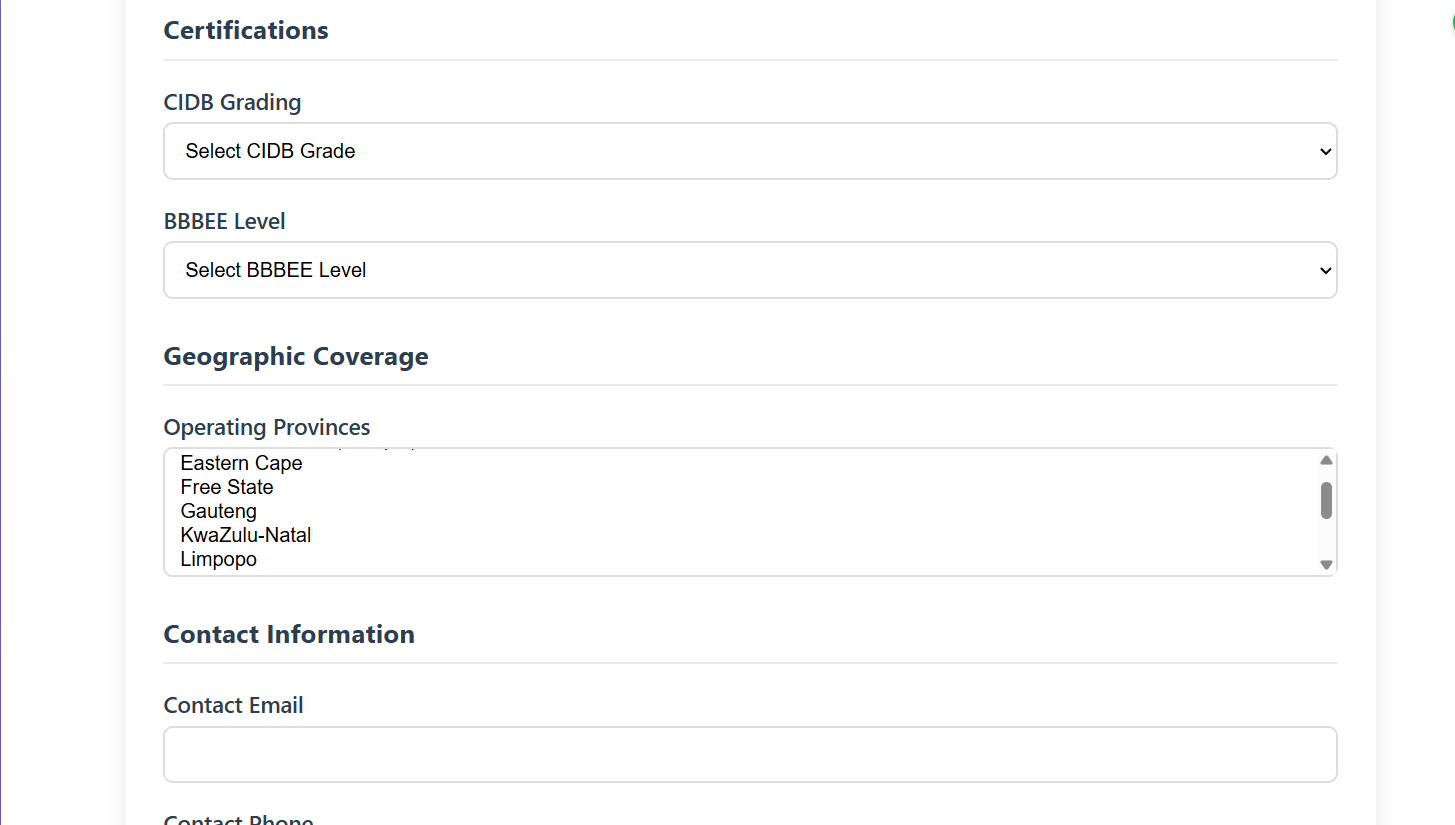 Certifications
CIDB Grading
Select CIDB Grade
BBBEE Level
Select BBBEE Level
Geographic Coverage
Operating Provinces
Eastern Cape
Free State
Gauteng
KwaZulu-Natal
Limpopo
Contact Information
Contact Email
Contact Phone